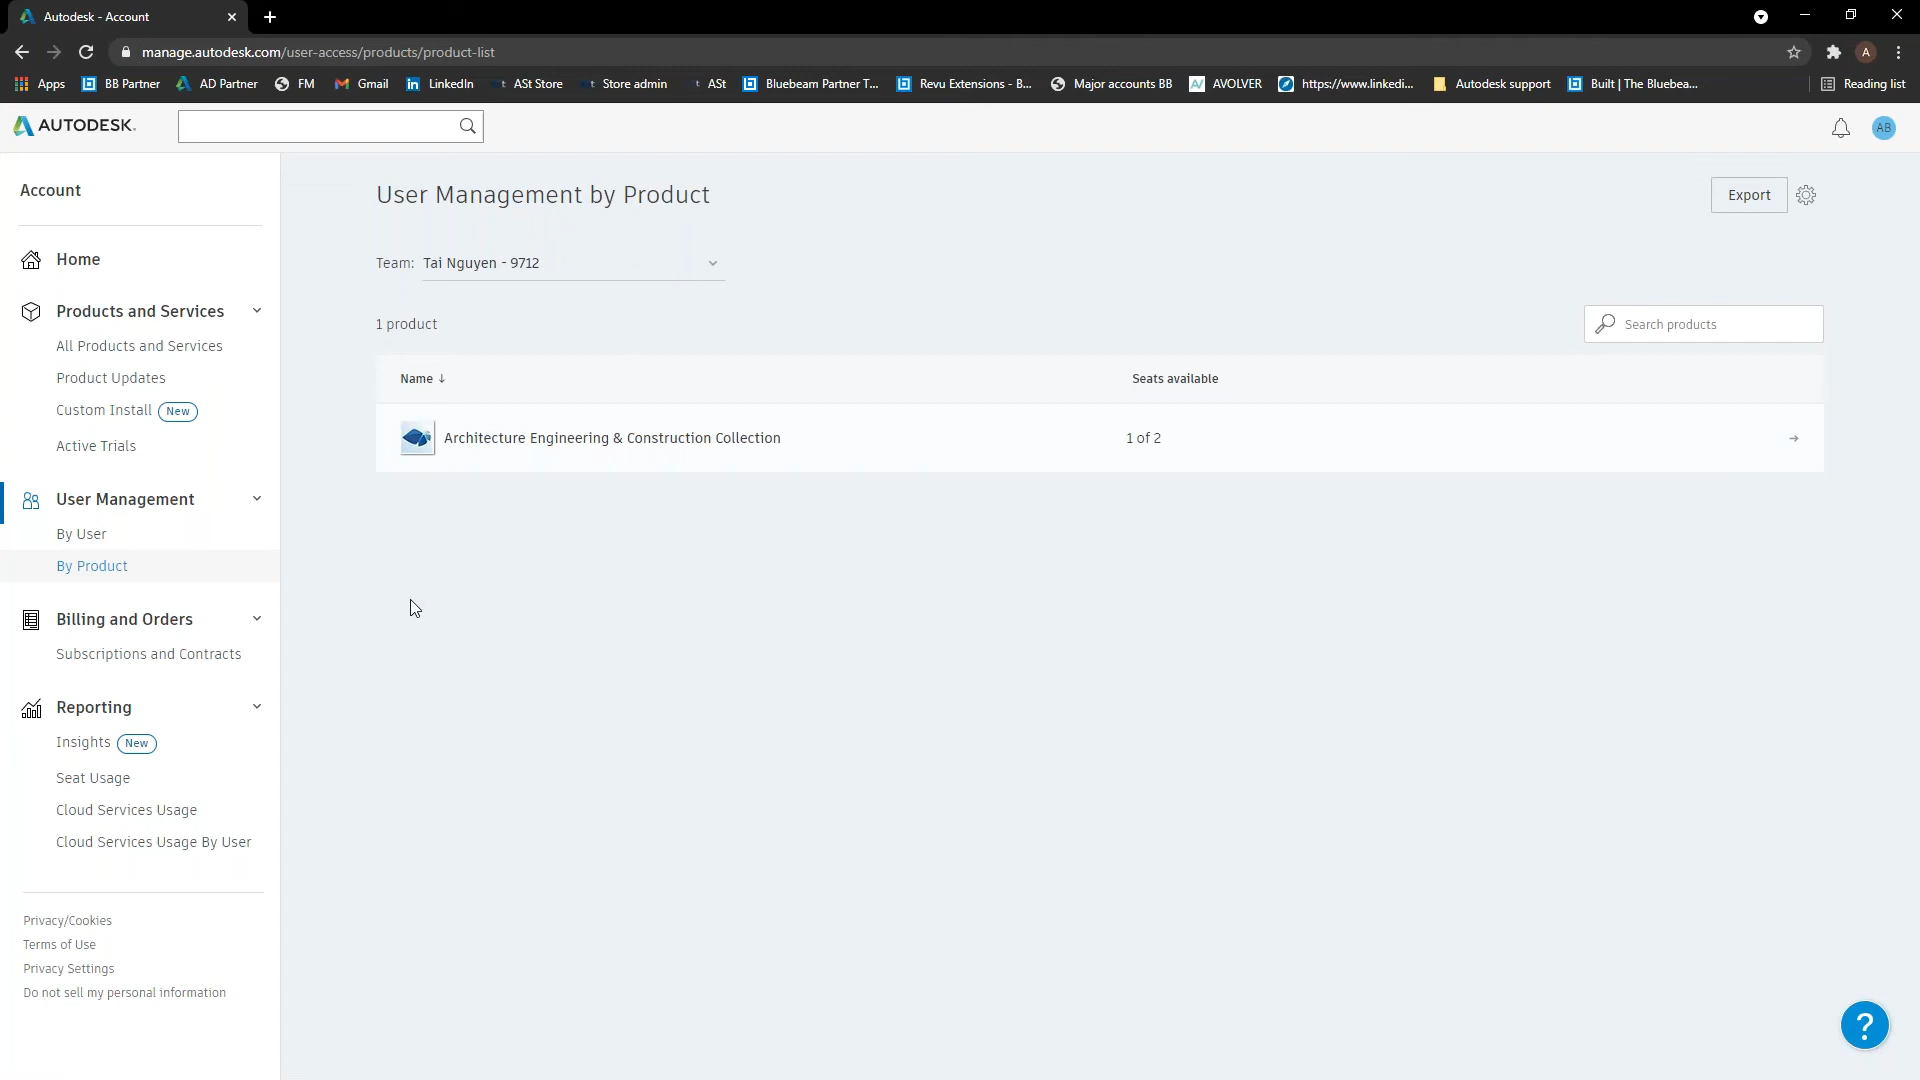 Autodesk - Account
manage.autodesk.com/user-access/products/product-list
A
Apps BB Partner AD Partner FM Gmail LinkedIn ASt Store Store admin ASt Bluebeam Partner T... Revu Extensions - B... Major accounts BB AVOLVER https://www.linkedi... Autodesk support Built | The Bluebea... Reading list
AUTODESK.
AB
Account
Home
Products and Services
All Products and Services
Product Updates
Custom Install New
Active Trials
User Management
By User
By Product
Billing and Orders
Subscriptions and Contracts
Reporting
Insights New
Seat Usage
Cloud Services Usage
Cloud Services Usage By User
Privacy/Cookies
Terms of Use
Privacy Settings
Do not sell my personal information
User Management by Product
Export
Team: Tai Nguyen - 9712
1 product
Search products
Name ↓ Seats available
Architecture Engineering & Construction Collection 1 of 2 →
?